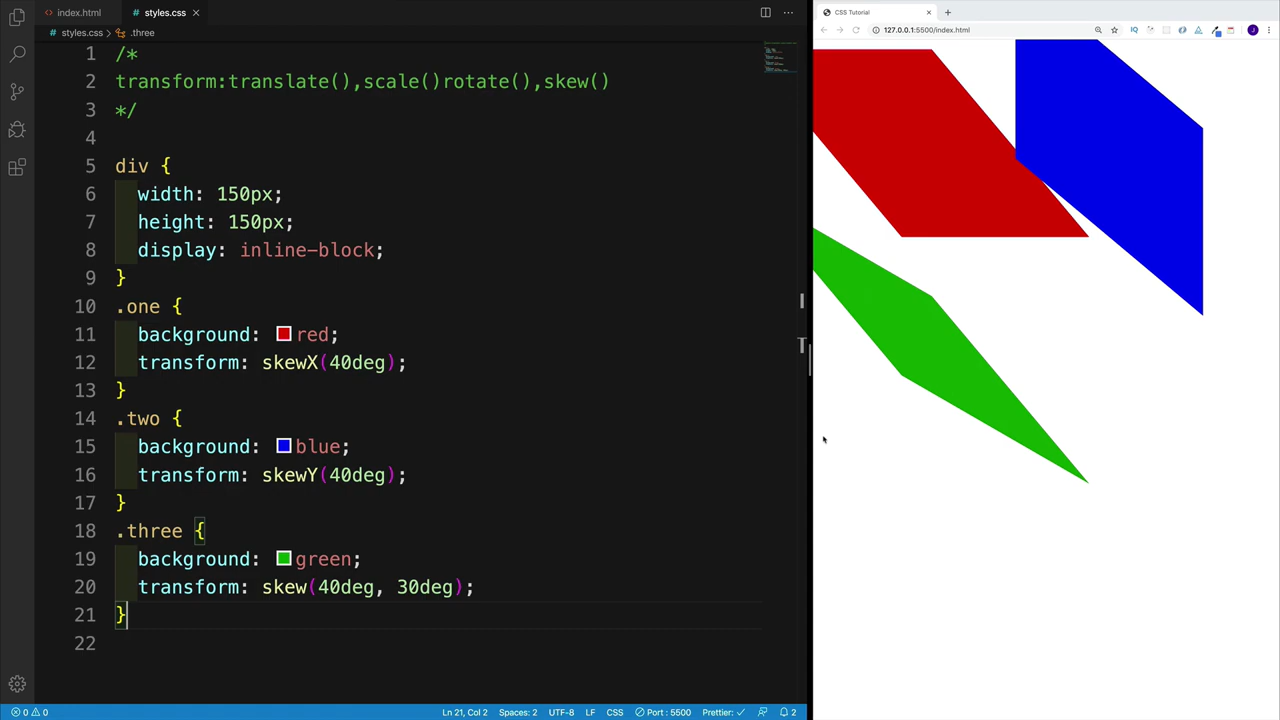 index.html
styles.css
styles.css
.three
1 /*
2 transform:translate(),scale()rotate(),skew()
3 */
4
5 div {
6 width: 150px;
7 height: 150px;
8 display: inline-block;
9 }
10 .one {
11 background: red;
12 transform: skewX(40deg);
13 }
14 .two {
15 background: blue;
16 transform: skewY(40deg);
17 }
18 .three {
19 background: green;
20 transform: skew(40deg, 30deg);
21 }
22
0 0
Ln 21, Col 2
Spaces: 2
UTF-8
LF
CSS
Port : 5500
Prettier: ✓
2
CSS Tutorial
127.0.0.1:5500/index.html
J